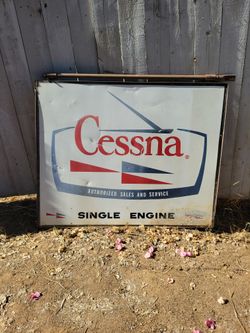 Cessna®
AUTHORIZED SALES AND SERVICE
SINGLE ENGINE